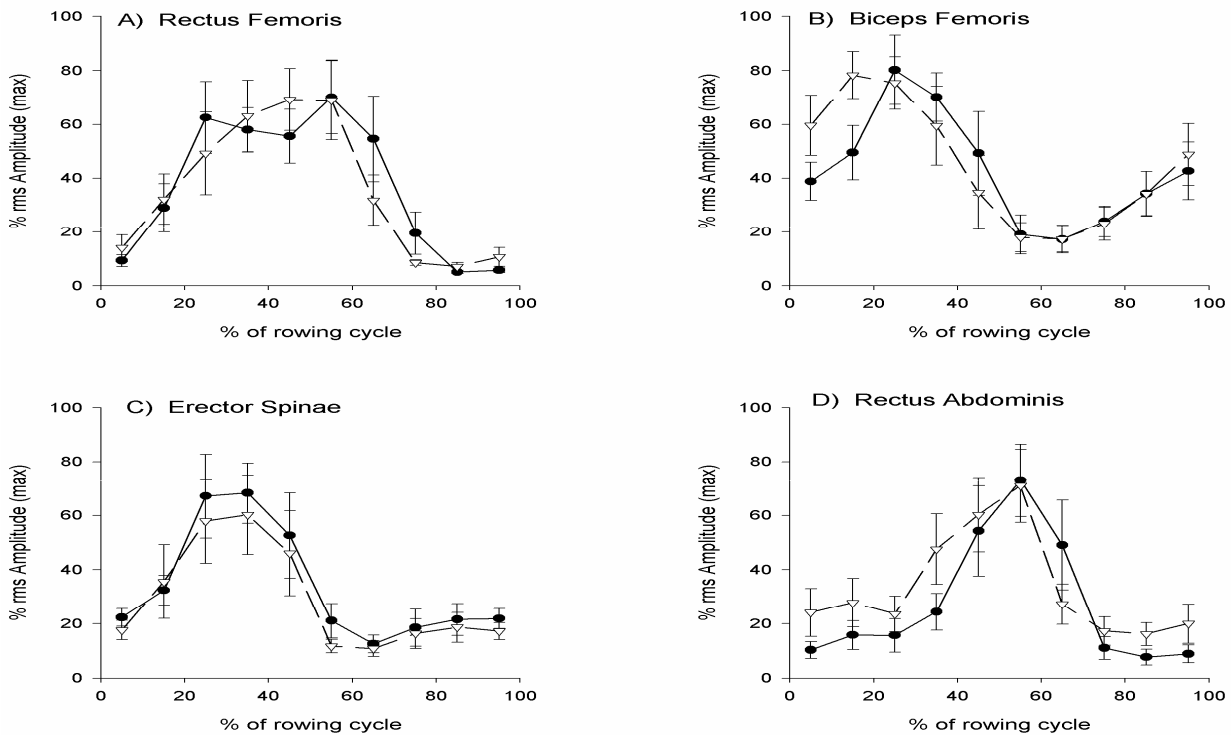 A) Rectus Femoris
100
80
60
40
20
0
% rms Amplitude (max)
0 20 40 60 80 100
% of rowing cycle
B) Biceps Femoris
100
80
60
40
20
0
% rms Amplitude (max)
0 20 40 60 80 100
% of rowing cycle
C) Erector Spinae
100
80
60
40
20
0
% rms Amplitude (max)
0 20 40 60 80 100
% of rowing cycle
D) Rectus Abdominis
100
80
60
40
20
0
% rms Amplitude (max)
0 20 40 60 80 100
% of rowing cycle